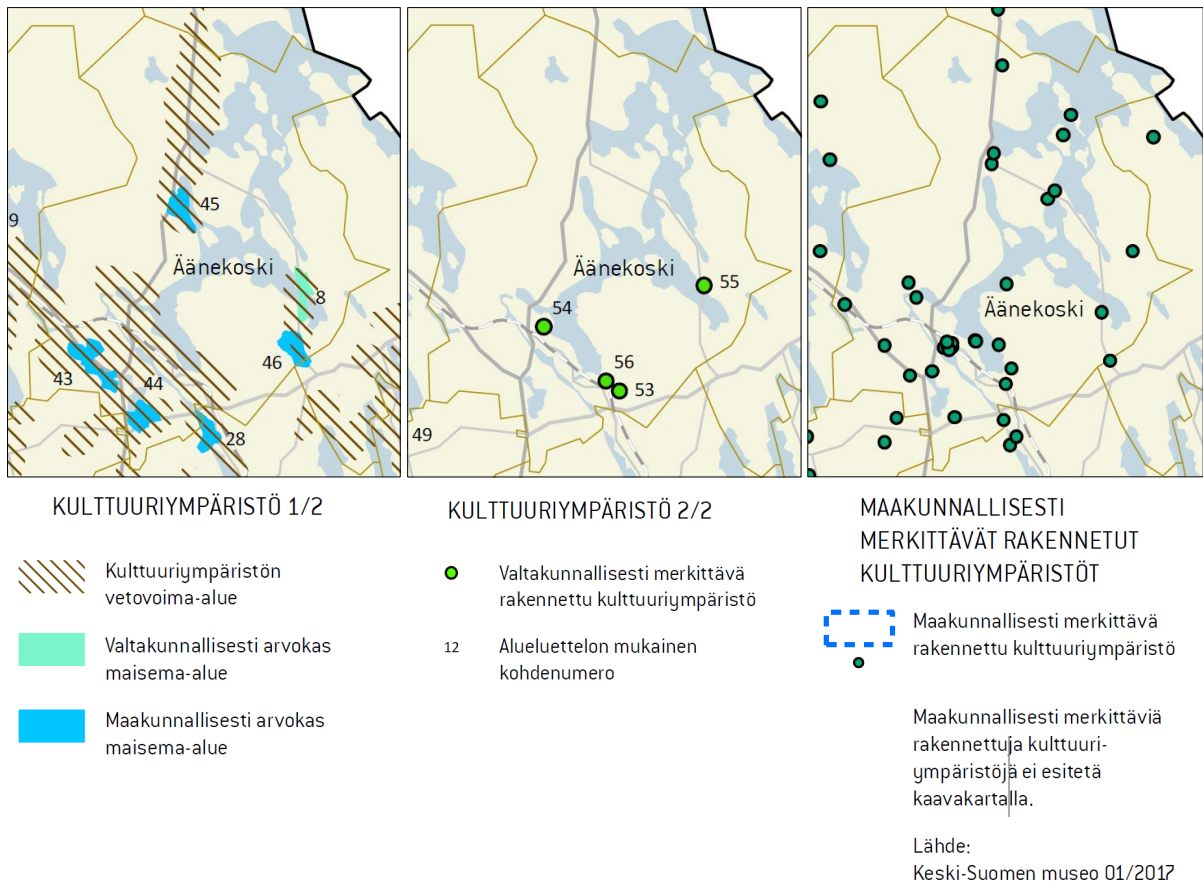 45
9
Äänekoski
8
46
43
44
28
Äänekoski
55
54
56
53
49
Äänekoski
KULTTUURIYMPÄRISTÖ 1/2
Kulttuuriympäristön
vetovoima-alue
Valtakunnallisesti arvokas
maisema-alue
Maakunnallisesti arvokas
maisema-alue
KULTTUURIYMPÄRISTÖ 2/2
Valtakunnallisesti merkittävä
rakennettu kulttuuriympäristö
12
Alueluettelon mukainen
kohdenumero
MAAKUNNALLISESTI
MERKITTÄVÄT RAKENNETUT
KULTTUURIYMPÄRISTÖT
Maakunnallisesti merkittävä
rakennettu kulttuuriympäristö
Maakunnallisesti merkittäviä
rakennettuja kulttuuri-
ympäristöjä ei esitetä
kaavakartalla.
Lähde:
Keski-Suomen museo 01/2017